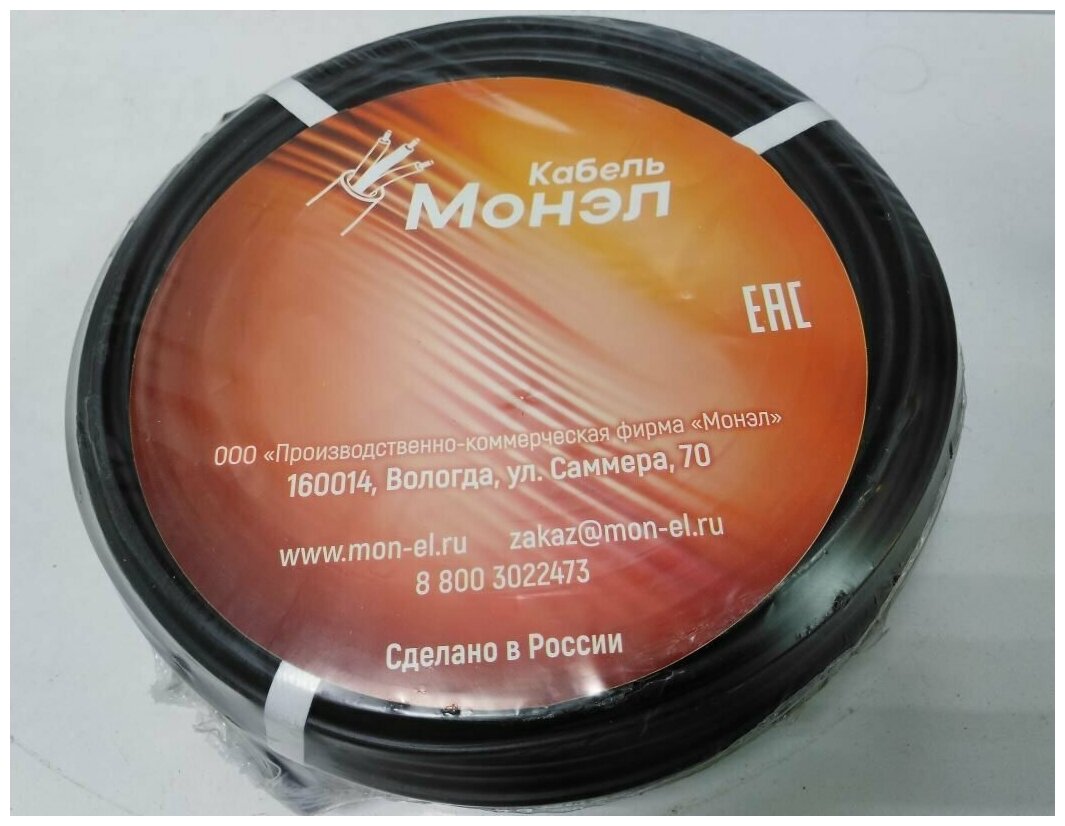 Кабель
Монэл
ЕАС
ООО «Производственно-коммерческая фирма «Монэл»
160014, Вологда, ул. Саммера, 70
www.mon-el.ru zakaz@mon-el.ru
8 800 3022473
Сделано в России